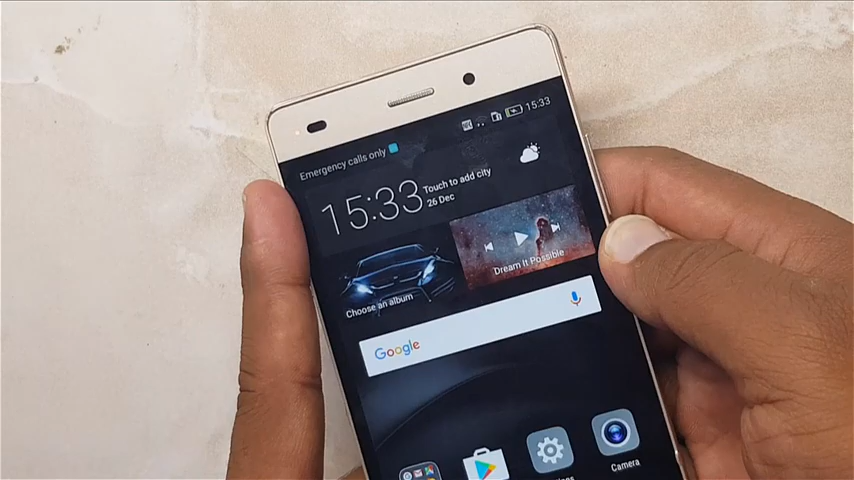 Emergency calls only
15:33
15:33
Touch to add city
26 Dec
Choose an album
Dream It Possible
Google
Camera